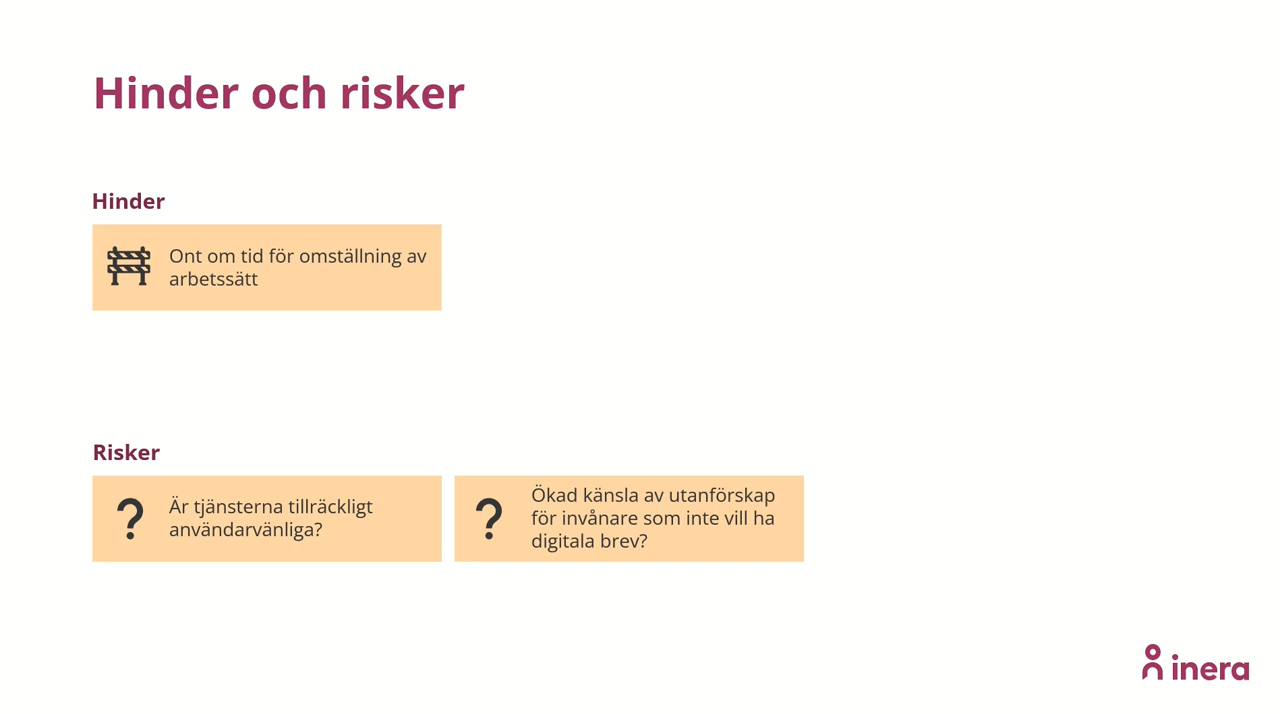 Hinder och risker
Hinder
Ont om tid för omställning av
arbetssätt
Risker
Är tjänsterna tillräckligt
användarvänliga?
Ökad känsla av utanförskap
för invånare som inte vill ha
digitala brev?
inera